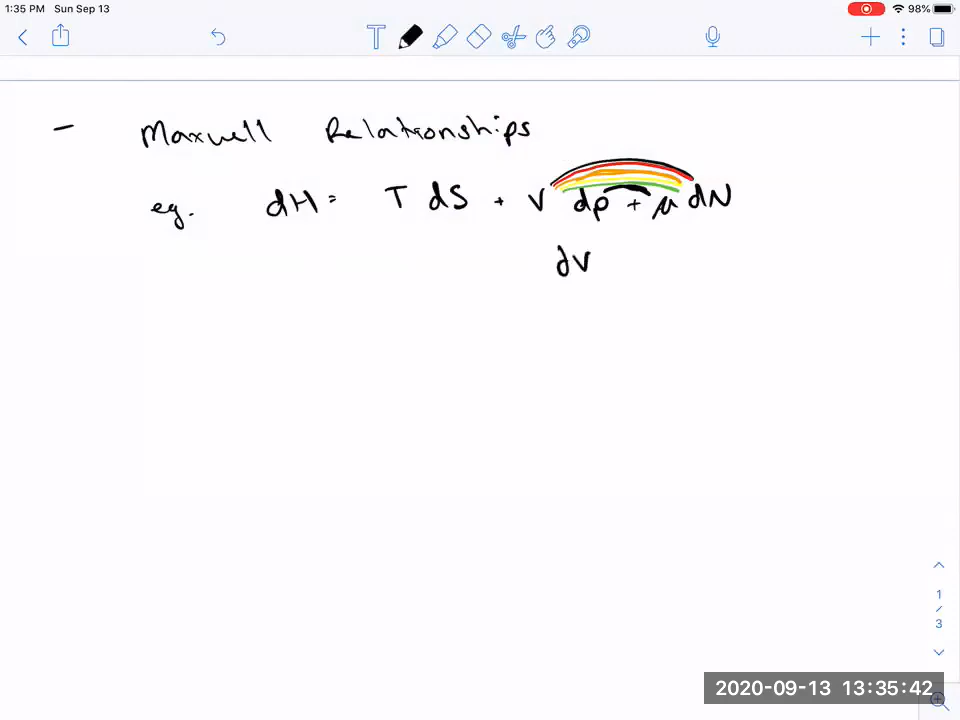 1:35 PM Sun Sep 13
98%
T
– Maxwell Relationships
eg. dH = T dS + V dp + μ dN
∂V
1
/
3
2020-09-13 13:35:42